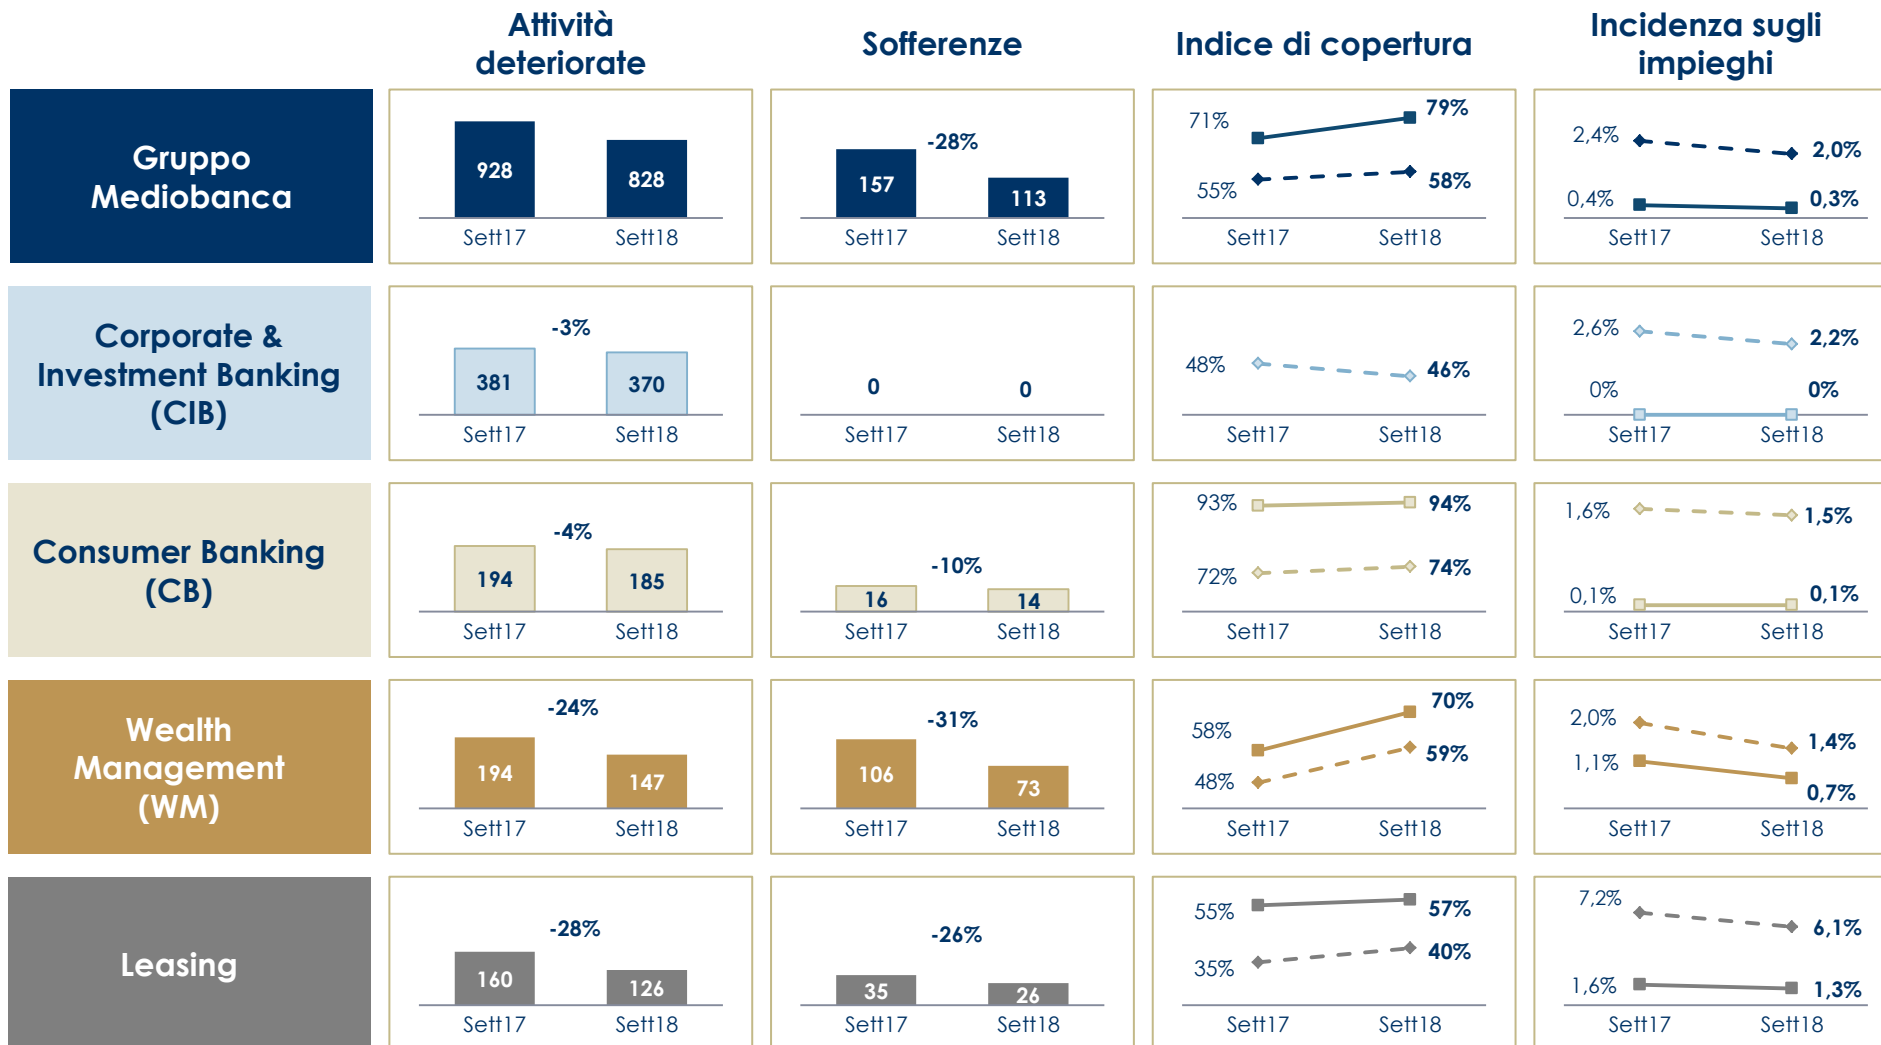 Attività
deteriorate
Sofferenze
Indice di copertura
Incidenza sugli
impieghi
Gruppo
Mediobanca
928
828
Sett17 Sett18
-28%
157
113
Sett17 Sett18
71%
79%
55%
58%
Sett17 Sett18
2,4%
2,0%
0,4%
0,3%
Sett17 Sett18
Corporate &
Investment Banking
(CIB)
-3%
381
370
Sett17 Sett18
0
0
Sett17 Sett18
48%
46%
Sett17 Sett18
2,6%
2,2%
0%
0%
Sett17 Sett18
Consumer Banking
(CB)
-4%
194
185
Sett17 Sett18
-10%
16
14
Sett17 Sett18
93%
94%
72%
74%
Sett17 Sett18
1,6%
1,5%
0,1%
0,1%
Sett17 Sett18
Wealth
Management
(WM)
-24%
194
147
Sett17 Sett18
-31%
106
73
Sett17 Sett18
58%
70%
48%
59%
Sett17 Sett18
2,0%
1,4%
1,1%
0,7%
Sett17 Sett18
Leasing
-28%
160
126
Sett17 Sett18
-26%
35
26
Sett17 Sett18
55%
57%
35%
40%
Sett17 Sett18
7,2%
6,1%
1,6%
1,3%
Sett17 Sett18